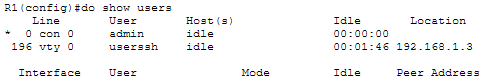 R1(config)#do show users
    Line       User       Host(s)              Idle       Location
*  0 con 0     admin      idle                 00:00:00
 196 vty 0     userssh    idle                 00:01:46 192.168.1.3
  Interface    User               Mode         Idle     Peer Address